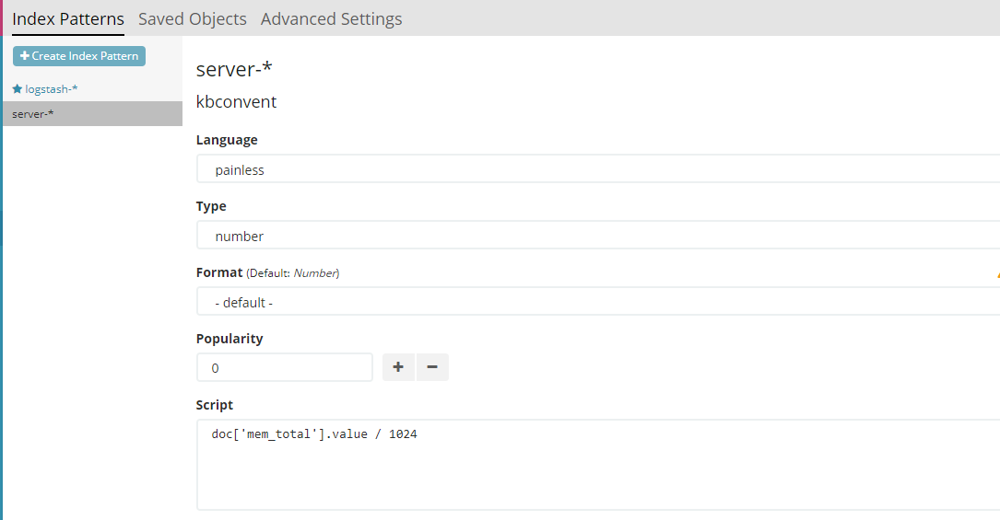 Index Patterns Saved Objects Advanced Settings
Create Index Pattern
logstash-*
server-*
server-*
kbconvent
Language
painless
Type
number
Format (Default: Number)
- default -
Popularity
0
Script
doc['mem_total'].value / 1024